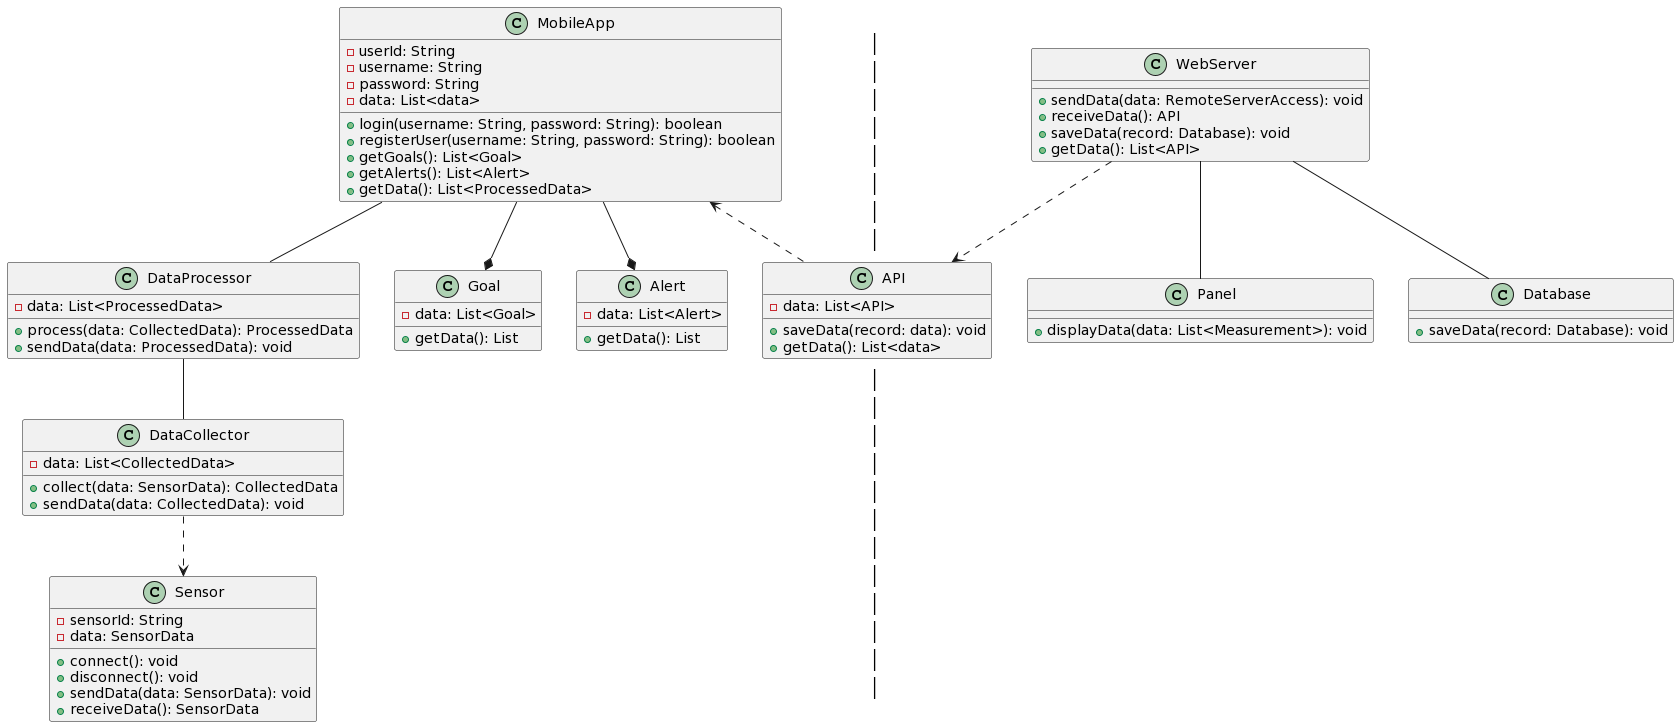 C MobileApp
userId: String
username: String
password: String
data: List<data>
login(username: String, password: String): boolean
registerUser(username: String, password: String): boolean
getGoals(): List<Goal>
getAlerts(): List<Alert>
getData(): List<ProcessedData>
C WebServer
sendData(data: RemoteServerAccess): void
receiveData(): API
saveData(record: Database): void
getData(): List<API>
C DataProcessor
data: List<ProcessedData>
process(data: CollectedData): ProcessedData
sendData(data: ProcessedData): void
C Goal
data: List<Goal>
getData(): List
C Alert
data: List<Alert>
getData(): List
C API
data: List<API>
saveData(record: data): void
getData(): List<data>
C Panel
displayData(data: List<Measurement>): void
C Database
saveData(record: Database): void
C DataCollector
data: List<CollectedData>
collect(data: SensorData): CollectedData
sendData(data: CollectedData): void
C Sensor
sensorId: String
data: SensorData
connect(): void
disconnect(): void
sendData(data: SensorData): void
receiveData(): SensorData